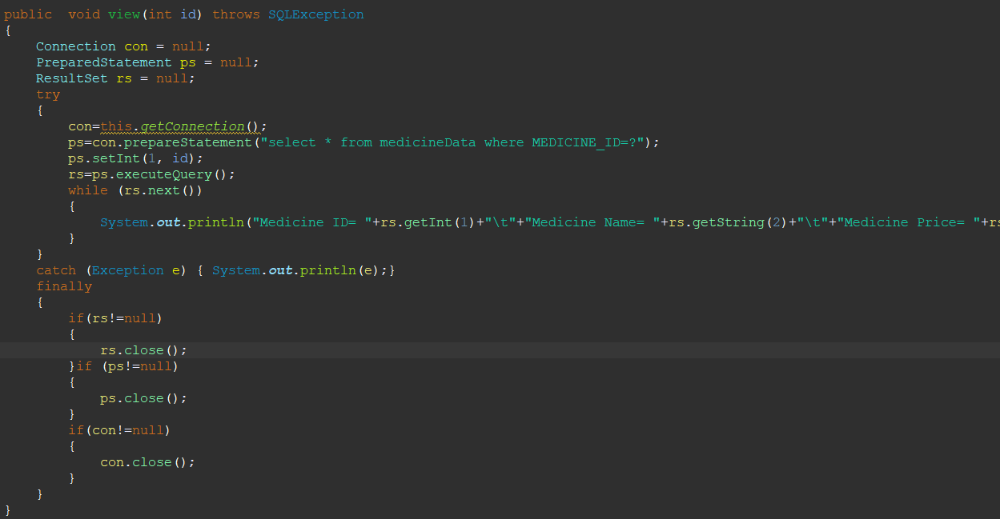 public  void view(int id) throws SQLException
{
    Connection con = null;
    PreparedStatement ps = null;
    ResultSet rs = null;
    try
    {
        con=this.getConnection();
        ps=con.prepareStatement("select * from medicineData where MEDICINE_ID=?");
        ps.setInt(1, id);
        rs=ps.executeQuery();
        while (rs.next())
        {
            System.out.println("Medicine ID= "+rs.getInt(1)+"\t"+"Medicine Name= "+rs.getString(2)+"\t"+"Medicine Price= "+rs
        }
    }
    catch (Exception e) { System.out.println(e);}
    finally
    {
        if(rs!=null)
        {
            rs.close();
        }if (ps!=null)
        {
            ps.close();
        }
        if(con!=null)
        {
            con.close();
        }
    }
}